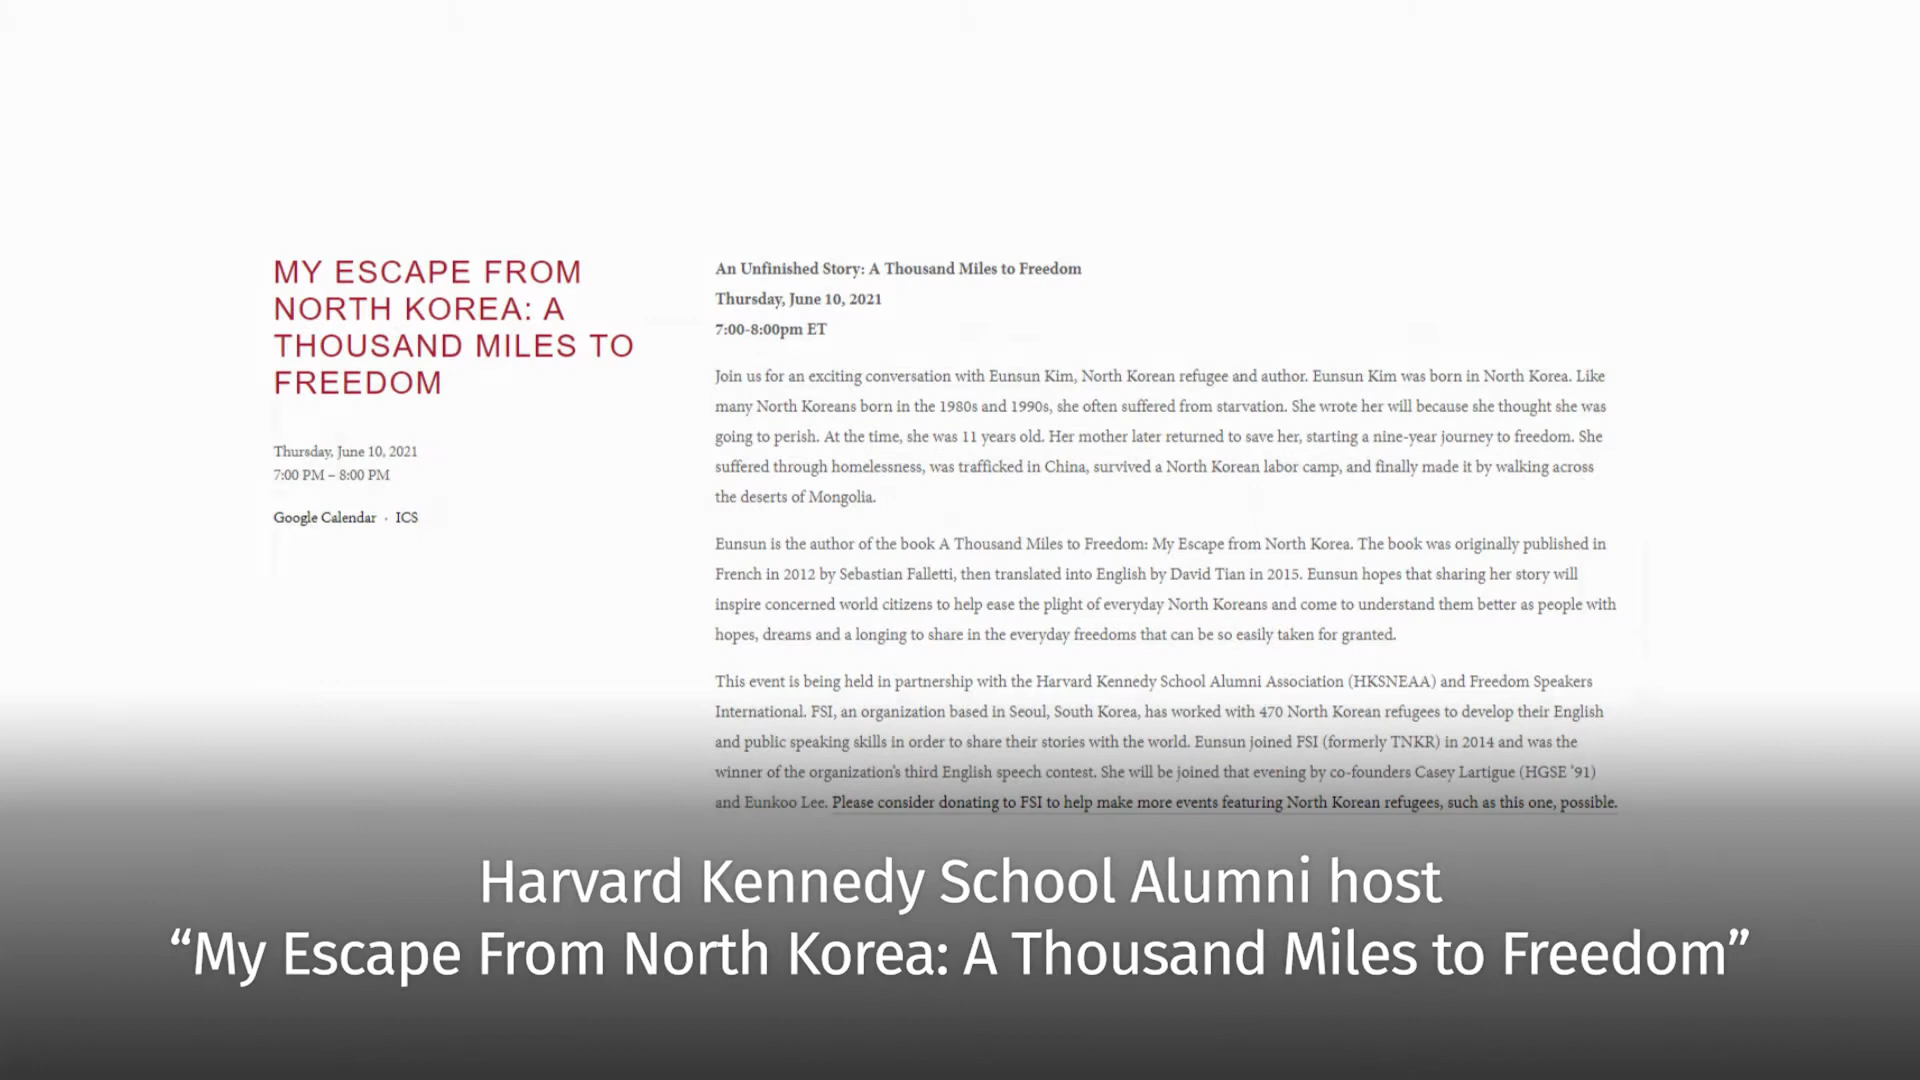 MY ESCAPE FROM
NORTH KOREA: A
THOUSAND MILES TO
FREEDOM
Thursday, June 10, 2021
7:00 PM – 8:00 PM
Google Calendar · ICS
An Unfinished Story: A Thousand Miles to Freedom
Thursday, June 10, 2021
7:00-8:00pm ET
Join us for an exciting conversation with Eunsun Kim, North Korean refugee and author. Eunsun Kim was born in North Korea. Like
many North Koreans born in the 1980s and 1990s, she often suffered from starvation. She wrote her will because she thought she was
going to perish. At the time, she was 11 years old. Her mother later returned to save her, starting a nine-year journey to freedom. She
suffered through homelessness, was trafficked in China, survived a North Korean labor camp, and finally made it by walking across
the deserts of Mongolia.
Eunsun is the author of the book A Thousand Miles to Freedom: My Escape from North Korea. The book was originally published in
French in 2012 by Sebastian Falletti, then translated into English by David Tian in 2015. Eunsun hopes that sharing her story will
inspire concerned world citizens to help ease the plight of everyday North Koreans and come to understand them better as people with
hopes, dreams and a longing to share in the everyday freedoms that can be so easily taken for granted.
This event is being held in partnership with the Harvard Kennedy School Alumni Association (HKSNEAA) and Freedom Speakers
International. FSI, an organization based in Seoul, South Korea, has worked with 470 North Korean refugees to develop their English
and public speaking skills in order to share their stories with the world. Eunsun joined FSI (formerly TNKR) in 2014 and was the
winner of the organization's third English speech contest. She will be joined that evening by co-founders Casey Lartigue (HGSE '91)
and Eunkoo Lee. Please consider donating to FSI to help make more events featuring North Korean refugees, such as this one, possible.
Harvard Kennedy School Alumni host
“My Escape From North Korea: A Thousand Miles to Freedom”